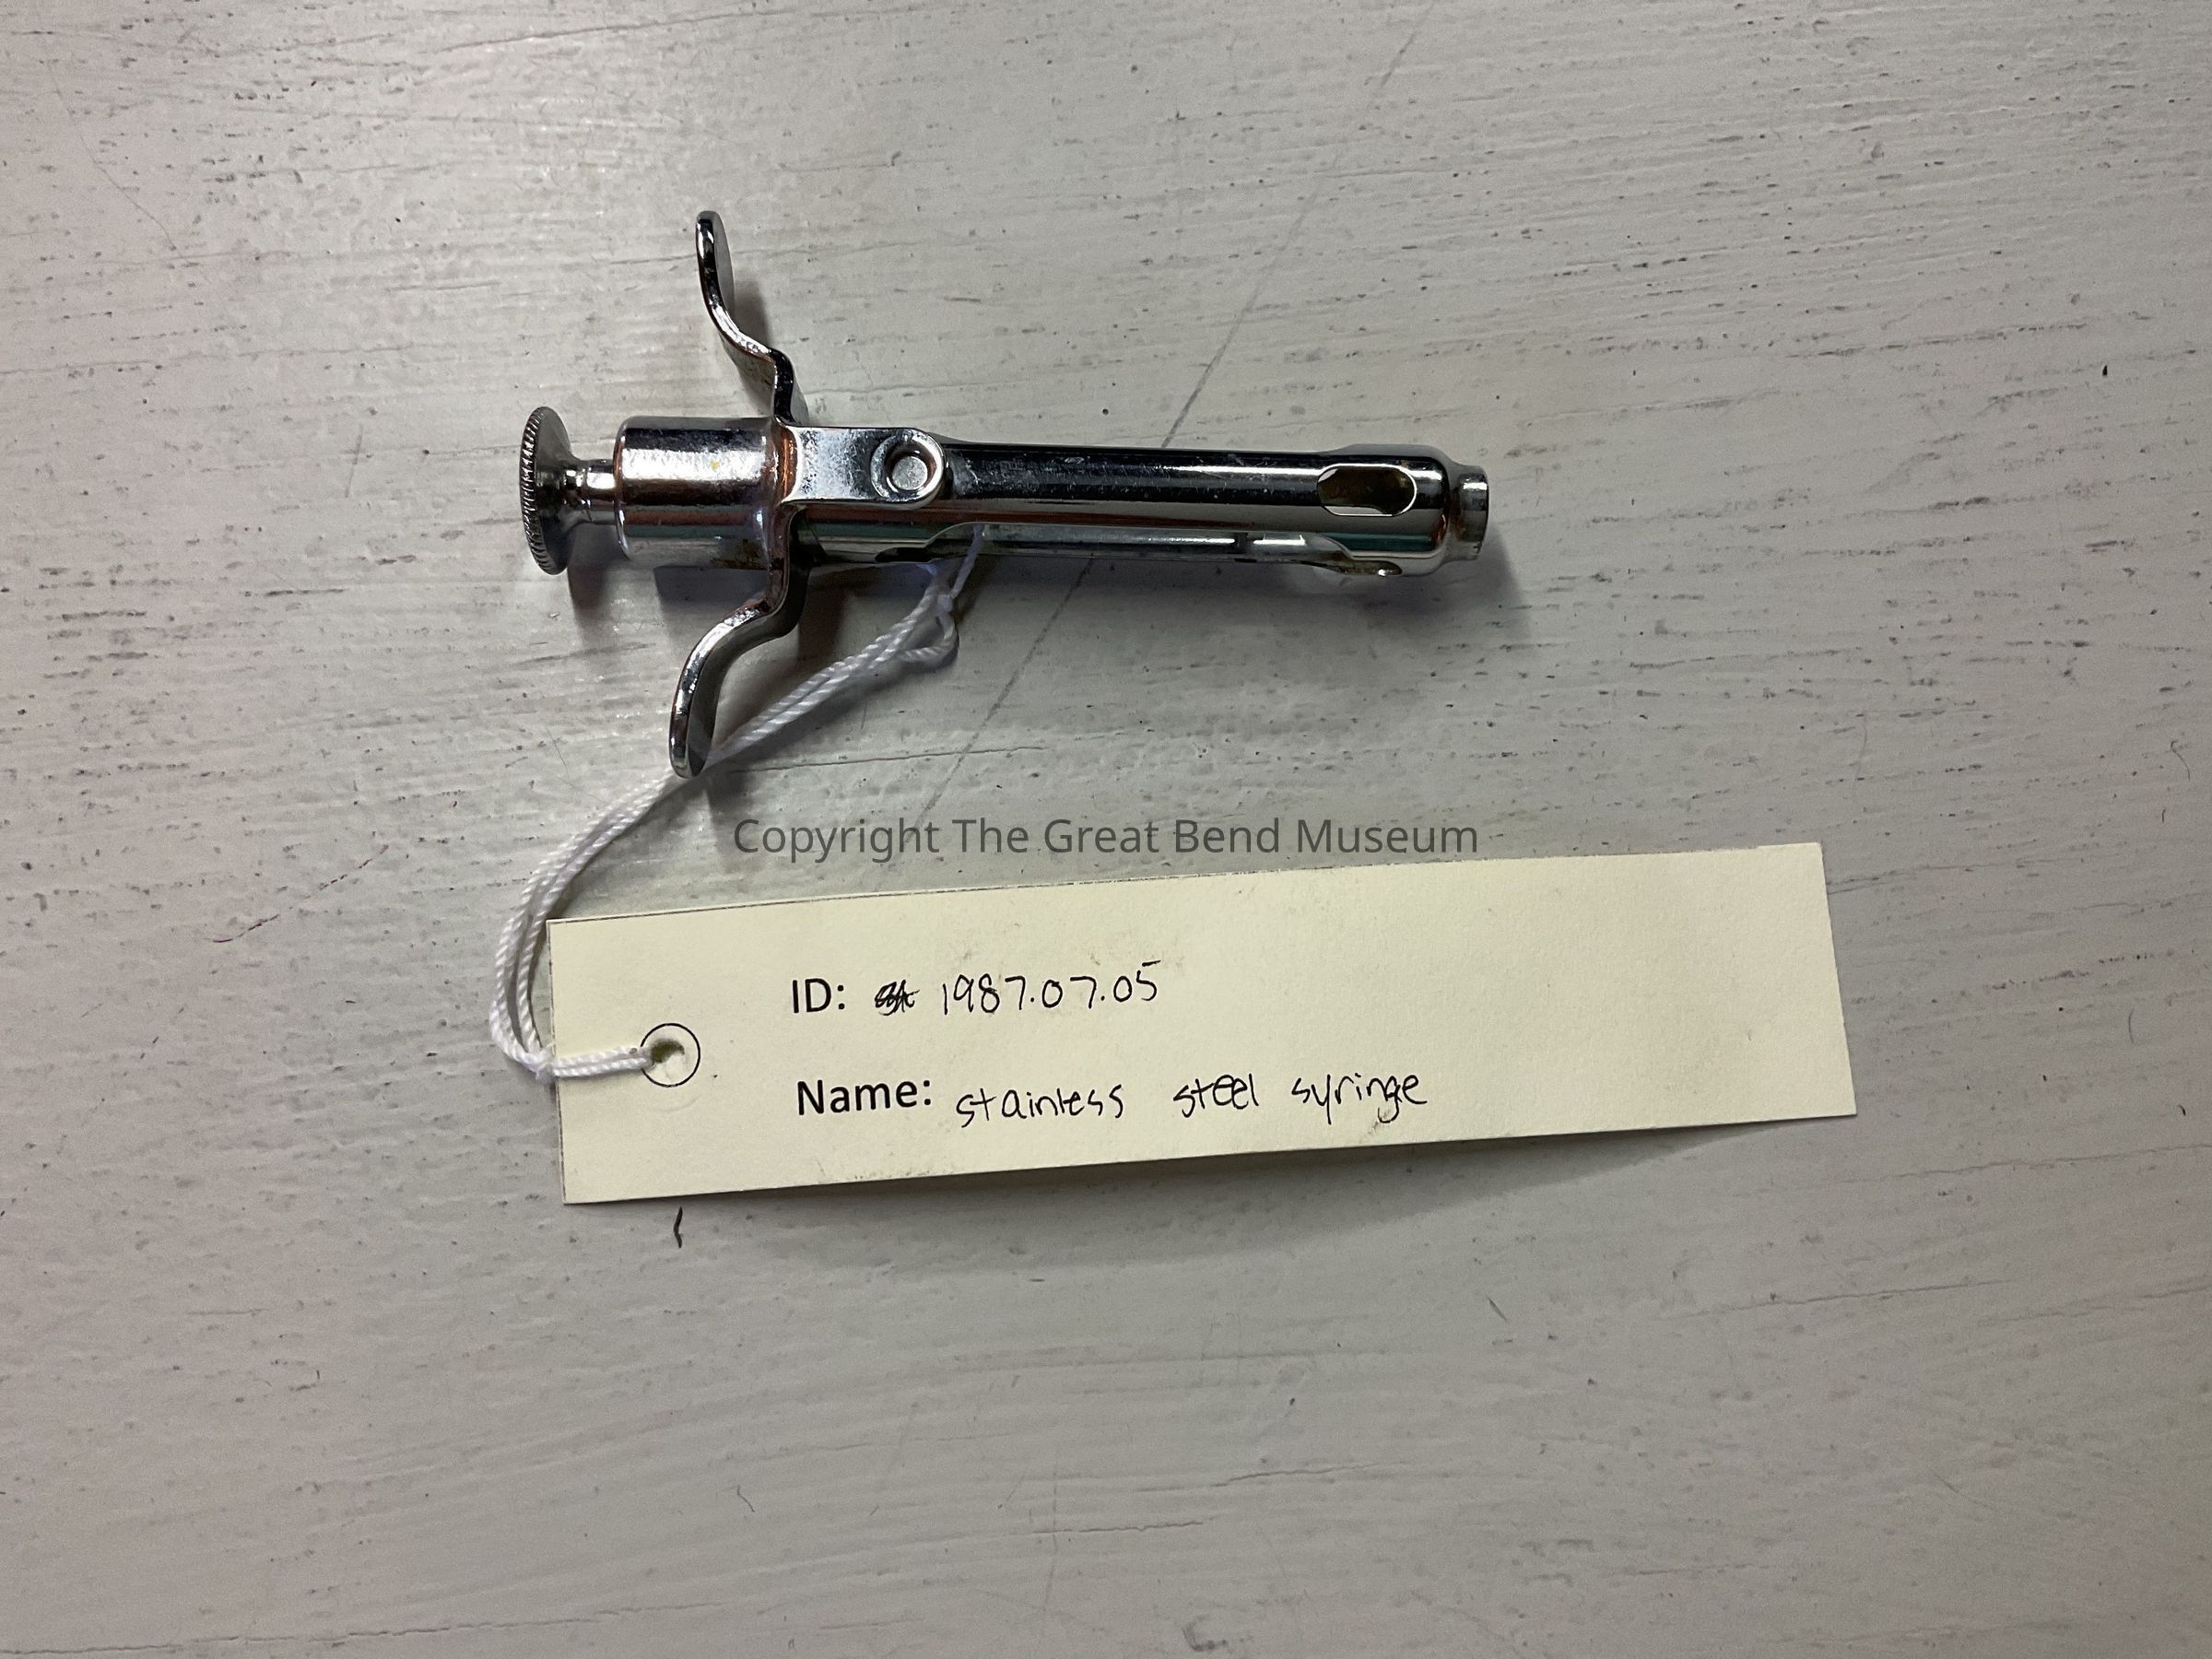 Copyright The Great Bend Museum
ID: 1987.07.05
Name: stainless steel syringe